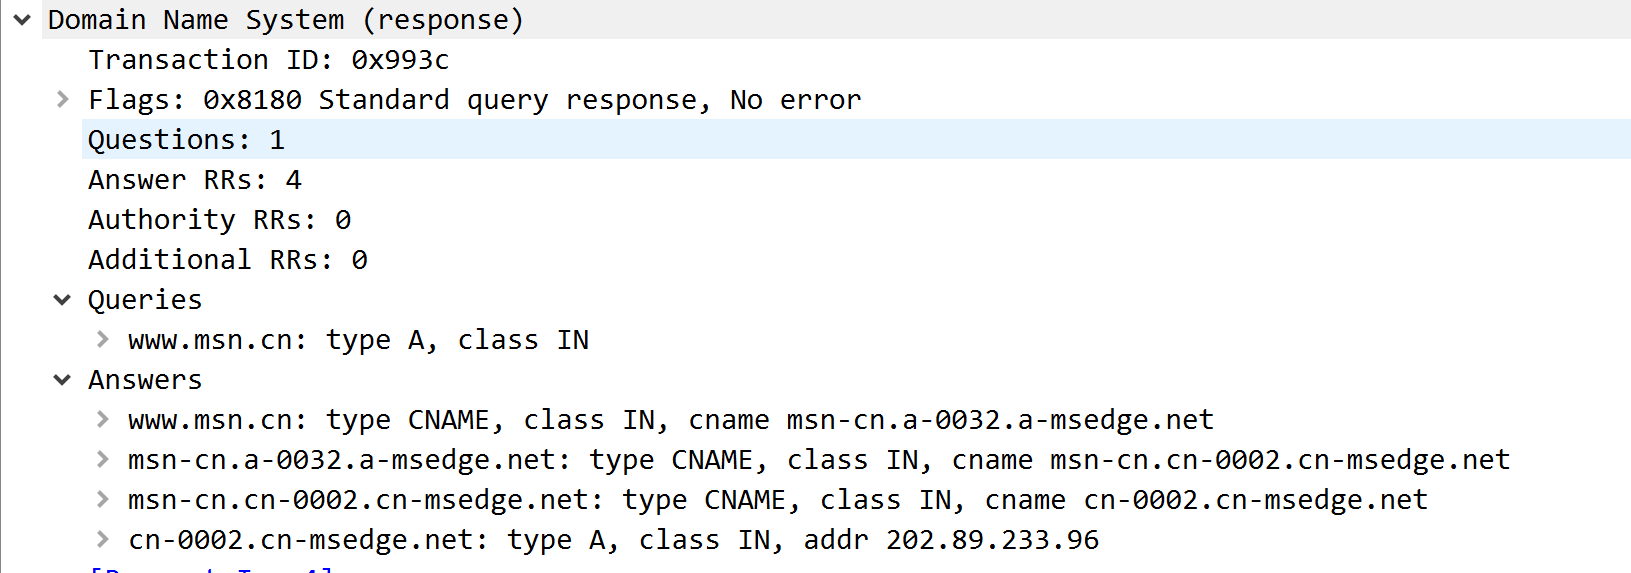 Domain Name System (response)
Transaction ID: 0x993c
Flags: 0x8180 Standard query response, No error
Questions: 1
Answer RRs: 4
Authority RRs: 0
Additional RRs: 0
Queries
www.msn.cn: type A, class IN
Answers
www.msn.cn: type CNAME, class IN, cname msn-cn.a-0032.a-msedge.net
msn-cn.a-0032.a-msedge.net: type CNAME, class IN, cname msn-cn.cn-0002.cn-msedge.net
msn-cn.cn-0002.cn-msedge.net: type CNAME, class IN, cname cn-0002.cn-msedge.net
cn-0002.cn-msedge.net: type A, class IN, addr 202.89.233.96